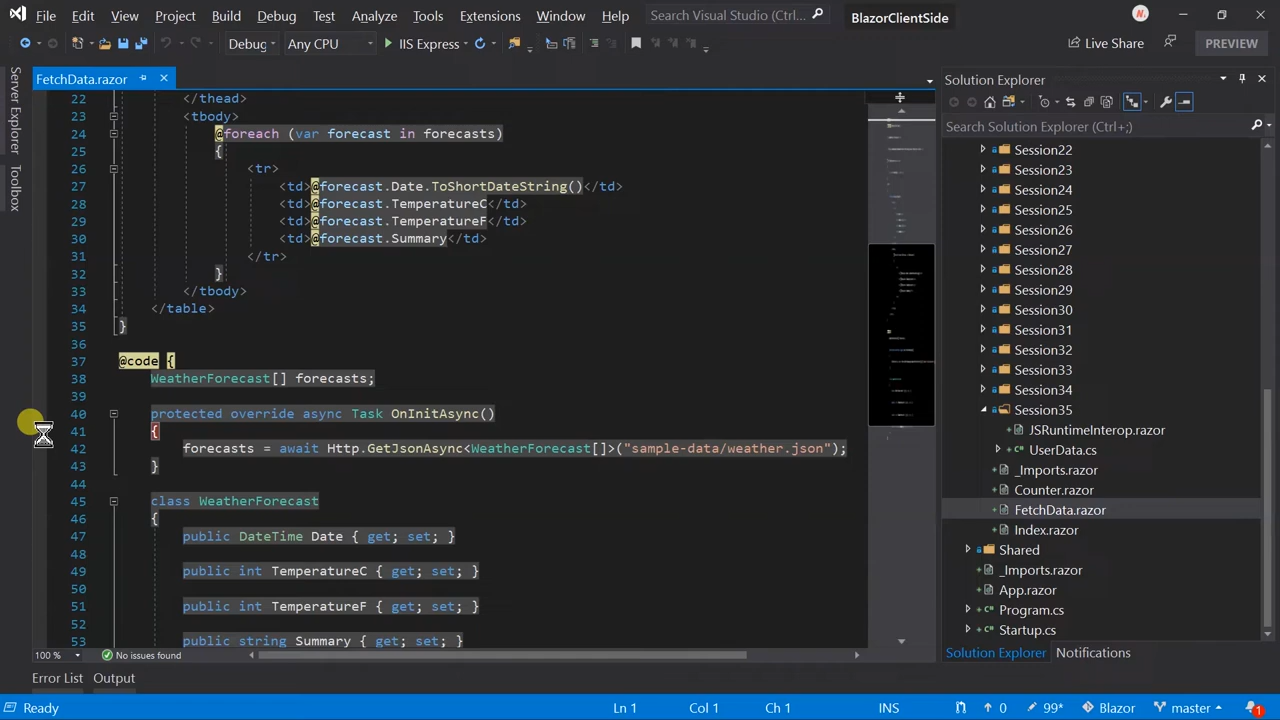 File Edit View Project Build Debug Test Analyze Tools Extensions Window Help Search Visual Studio (Ctrl... BlazorClientSide
Debug Any CPU IIS Express Live Share PREVIEW
Server Explorer
Toolbox
FetchData.razor
22 </thead>
23 <tbody>
24 @foreach (var forecast in forecasts)
25 {
26 <tr>
27 <td>@forecast.Date.ToShortDateString()</td>
28 <td>@forecast.TemperatureC</td>
29 <td>@forecast.TemperatureF</td>
30 <td>@forecast.Summary</td>
31 </tr>
32 }
33 </tbody>
34 </table>
35 }
36
37 @code {
38 WeatherForecast[] forecasts;
39
40 protected override async Task OnInitAsync()
41 {
42 forecasts = await Http.GetJsonAsync<WeatherForecast[]>("sample-data/weather.json");
43 }
44
45 class WeatherForecast
46 {
47 public DateTime Date { get; set; }
48
49 public int TemperatureC { get; set; }
50
51 public int TemperatureF { get; set; }
52
53 public string Summary { get; set; }
100 % No issues found
Solution Explorer
Search Solution Explorer (Ctrl+;)
Session22
Session23
Session24
Session25
Session26
Session27
Session28
Session29
Session30
Session31
Session32
Session33
Session34
Session35
JSRuntimeInterop.razor
UserData.cs
_Imports.razor
Counter.razor
FetchData.razor
Index.razor
Shared
_Imports.razor
App.razor
Program.cs
Startup.cs
Solution Explorer Notifications
Error List Output
Ready Ln 1 Col 1 Ch 1 INS 0 99* Blazor master 1